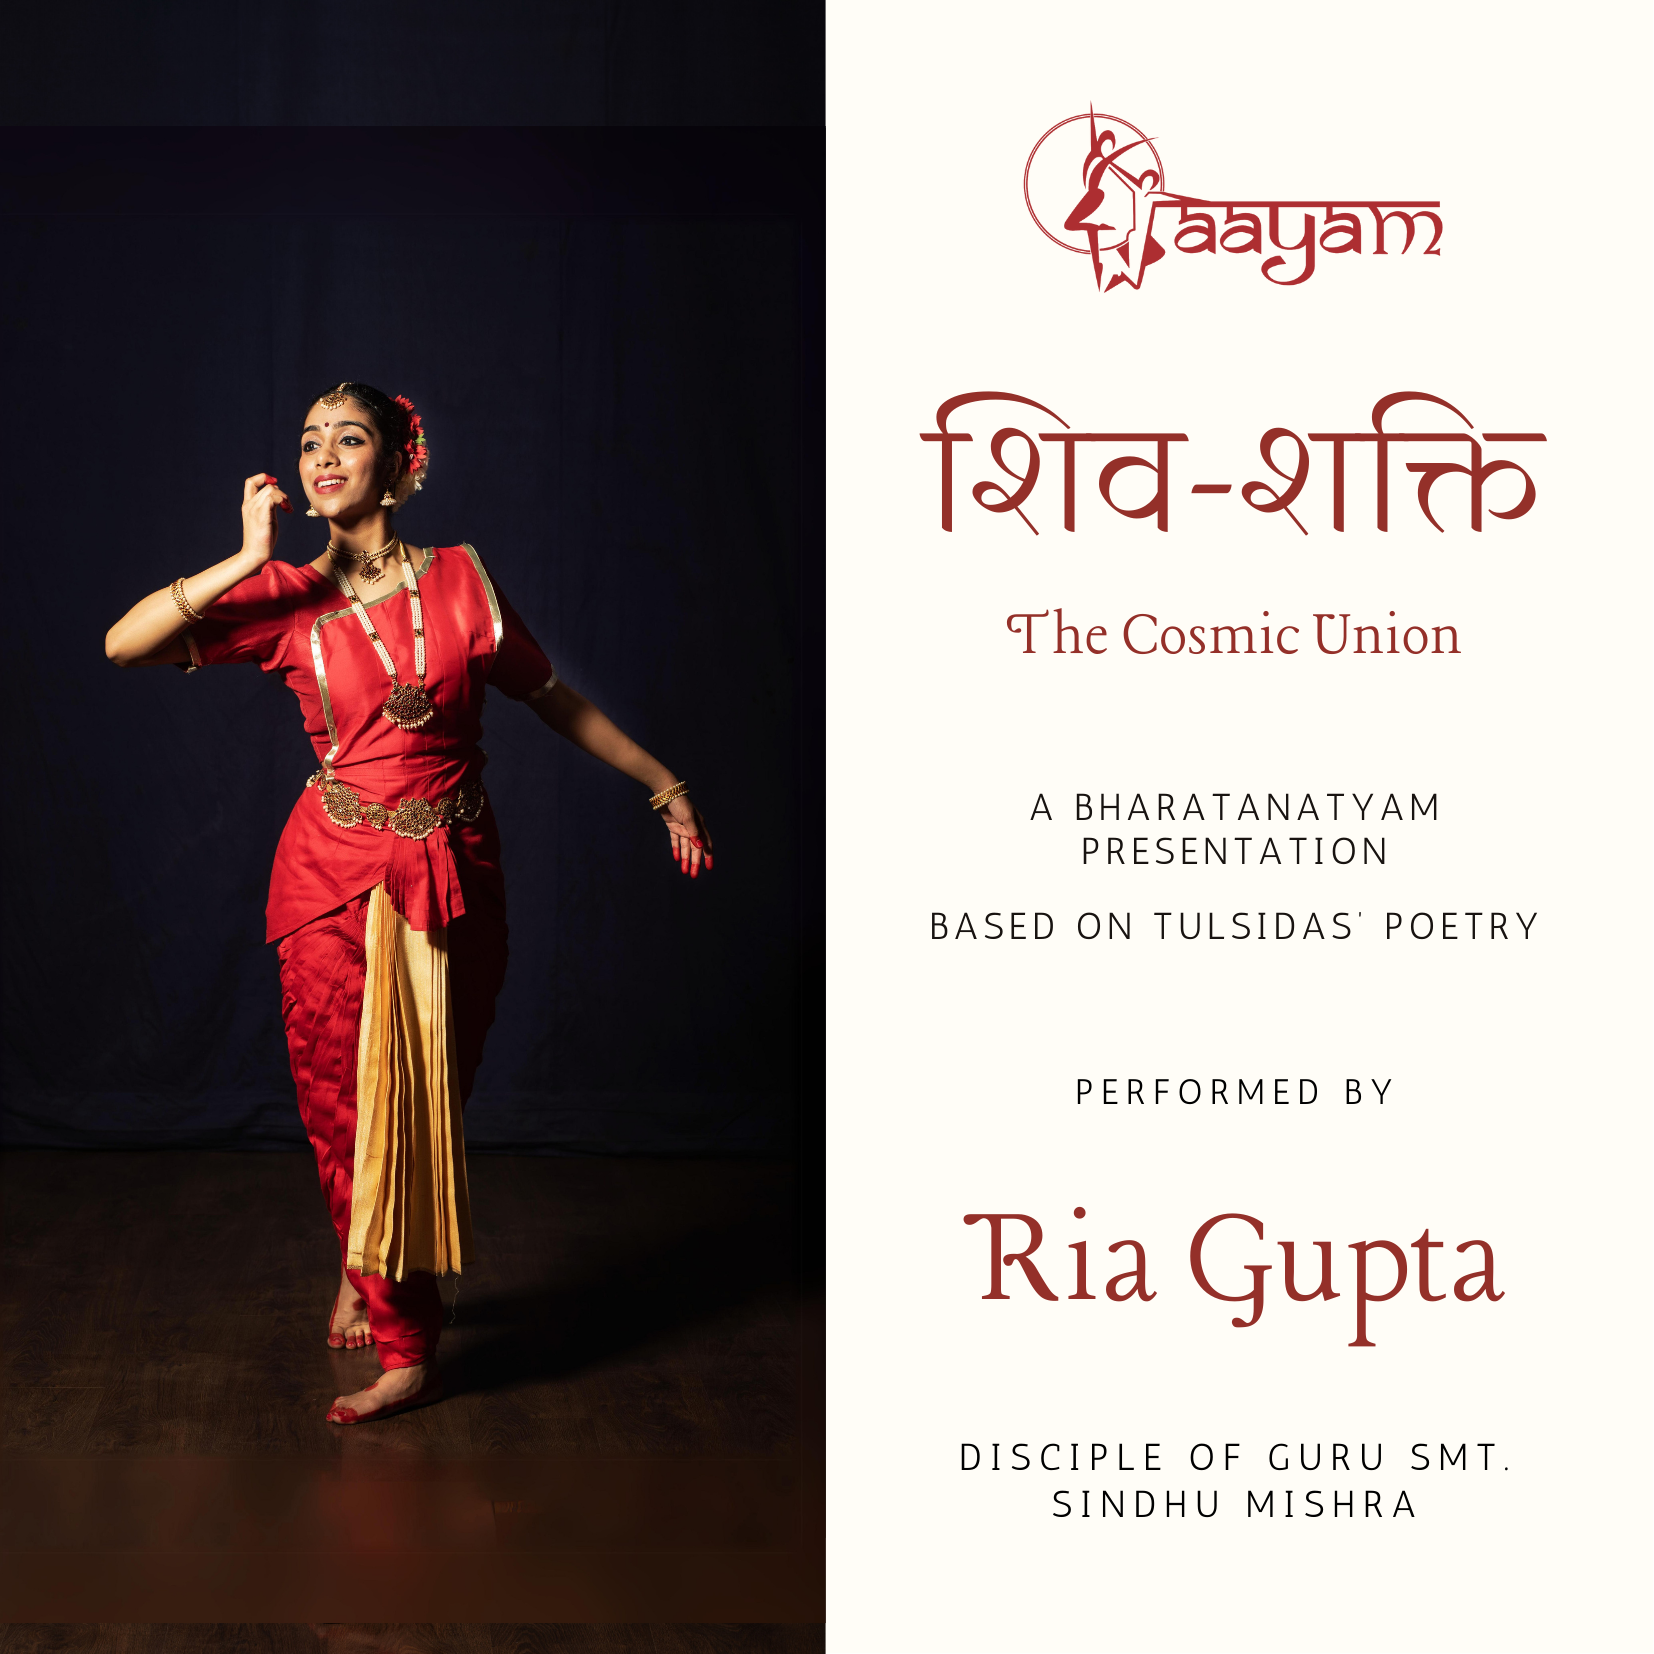 aayam
शिव-शक्ति
The Cosmic Union
A BHARATANATYAM
PRESENTATION
BASED ON TULSIDAS' POETRY
PERFORMED BY
Ria Gupta
DISCIPLE OF GURU SMT.
SINDHU MISHRA